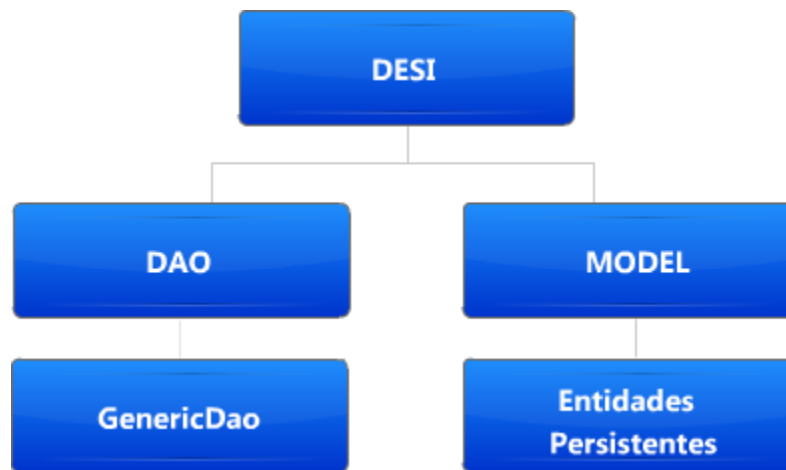 DESI
DAO
MODEL
GenericDao
Entidades
Persistentes